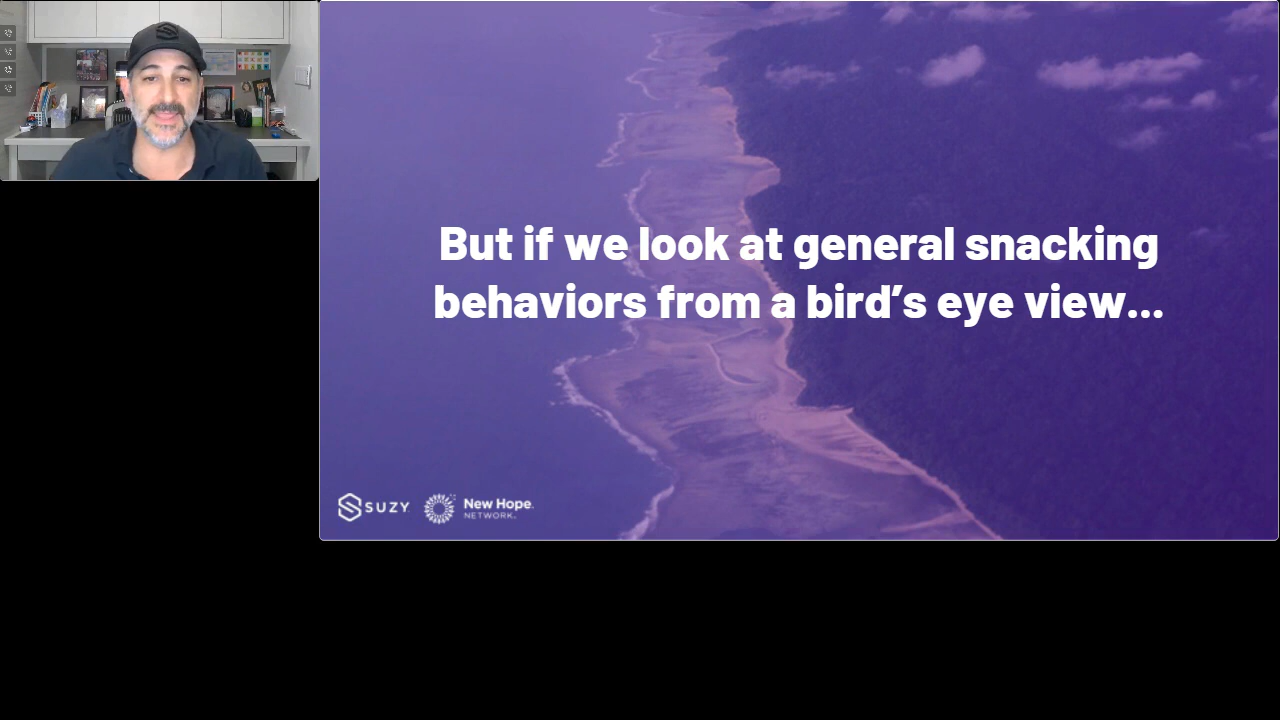 But if we look at general snacking
behaviors from a bird’s eye view...
SUZY
New Hope
NETWORK